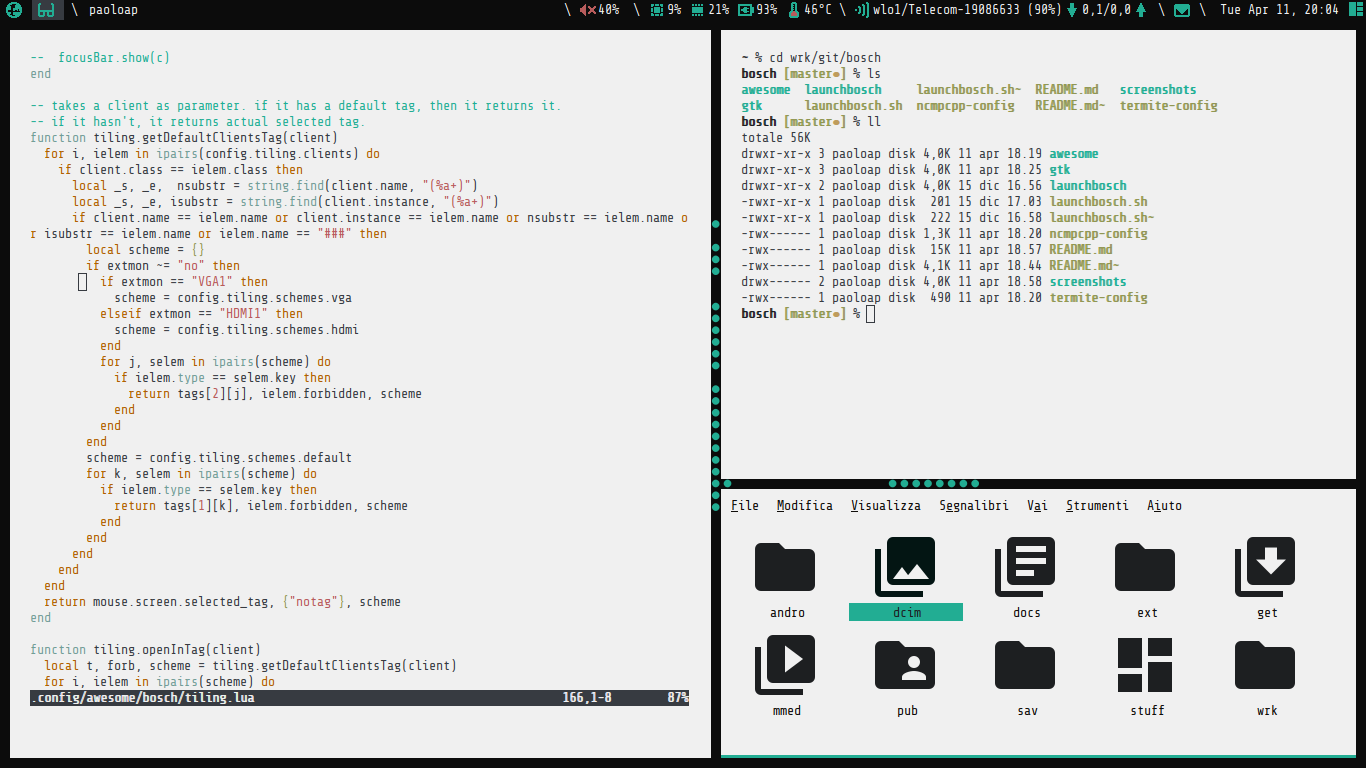 \ paoloap \ 40% \ 9% 21% 93% 46°C \ wlo1/Telecom-19086633 (90%) 0,1/0,0 \ \ Tue Apr 11, 20:04
--  focusBar.show(c)
end
-- takes a client as parameter. if it has a default tag, then it returns it.
-- if it hasn't, it returns actual selected tag.
function tiling.getDefaultClientsTag(client)
  for i, ielem in ipairs(config.tiling.clients) do
    if client.class == ielem.class then
      local _s, _e,  nsubstr = string.find(client.name, "(%a+)")
      local _s, _e, isubstr = string.find(client.instance, "(%a+)")
      if client.name == ielem.name or client.instance == ielem.name or nsubstr == ielem.name o
r isubstr == ielem.name or ielem.name == "###" then
        local scheme = {}
        if extmon ~= "no" then
          if extmon == "VGA1" then
            scheme = config.tiling.schemes.vga
          elseif extmon == "HDMI1" then
            scheme = config.tiling.schemes.hdmi
          end
          for j, selem in ipairs(scheme) do
            if ielem.type == selem.key then
              return tags[2][j], ielem.forbidden, scheme
            end
          end
        end
        scheme = config.tiling.schemes.default
        for k, selem in ipairs(scheme) do
          if ielem.type == selem.key then
            return tags[1][k], ielem.forbidden, scheme
          end
        end
      end
    end
  end
  return mouse.screen.selected_tag, {"notag"}, scheme
end
function tiling.openInTag(client)
  local t, forb, scheme = tiling.getDefaultClientsTag(client)
  for i, ielem in ipairs(scheme) do
.config/awesome/bosch/tiling.lua 166,1-8 87%
~ % cd wrk/git/bosch
bosch [master●] % ls
awesome  launchbosch     launchbosch.sh~  README.md   screenshots
gtk      launchbosch.sh  ncmpcpp-config   README.md~  termite-config
bosch [master●] % ll
totale 56K
drwxr-xr-x 3 paoloap disk 4,0K 11 apr 18.19 awesome
drwxr-xr-x 3 paoloap disk 4,0K 11 apr 18.25 gtk
drwxr-xr-x 2 paoloap disk 4,0K 15 dic 16.56 launchbosch
-rwxr-xr-x 1 paoloap disk  201 15 dic 17.03 launchbosch.sh
-rwxr-xr-x 1 paoloap disk  222 15 dic 16.58 launchbosch.sh~
-rwx------ 1 paoloap disk 1,3K 11 apr 18.20 ncmpcpp-config
-rwx------ 1 paoloap disk  15K 11 apr 18.57 README.md
-rwx------ 1 paoloap disk 4,1K 11 apr 18.44 README.md~
drwx------ 2 paoloap disk 4,0K 11 apr 18.58 screenshots
-rwx------ 1 paoloap disk  490 11 apr 18.20 termite-config
bosch [master●] %
File Modifica Visualizza Segnalibri Vai Strumenti Aiuto
andro dcim docs ext get
mmed pub sav stuff wrk